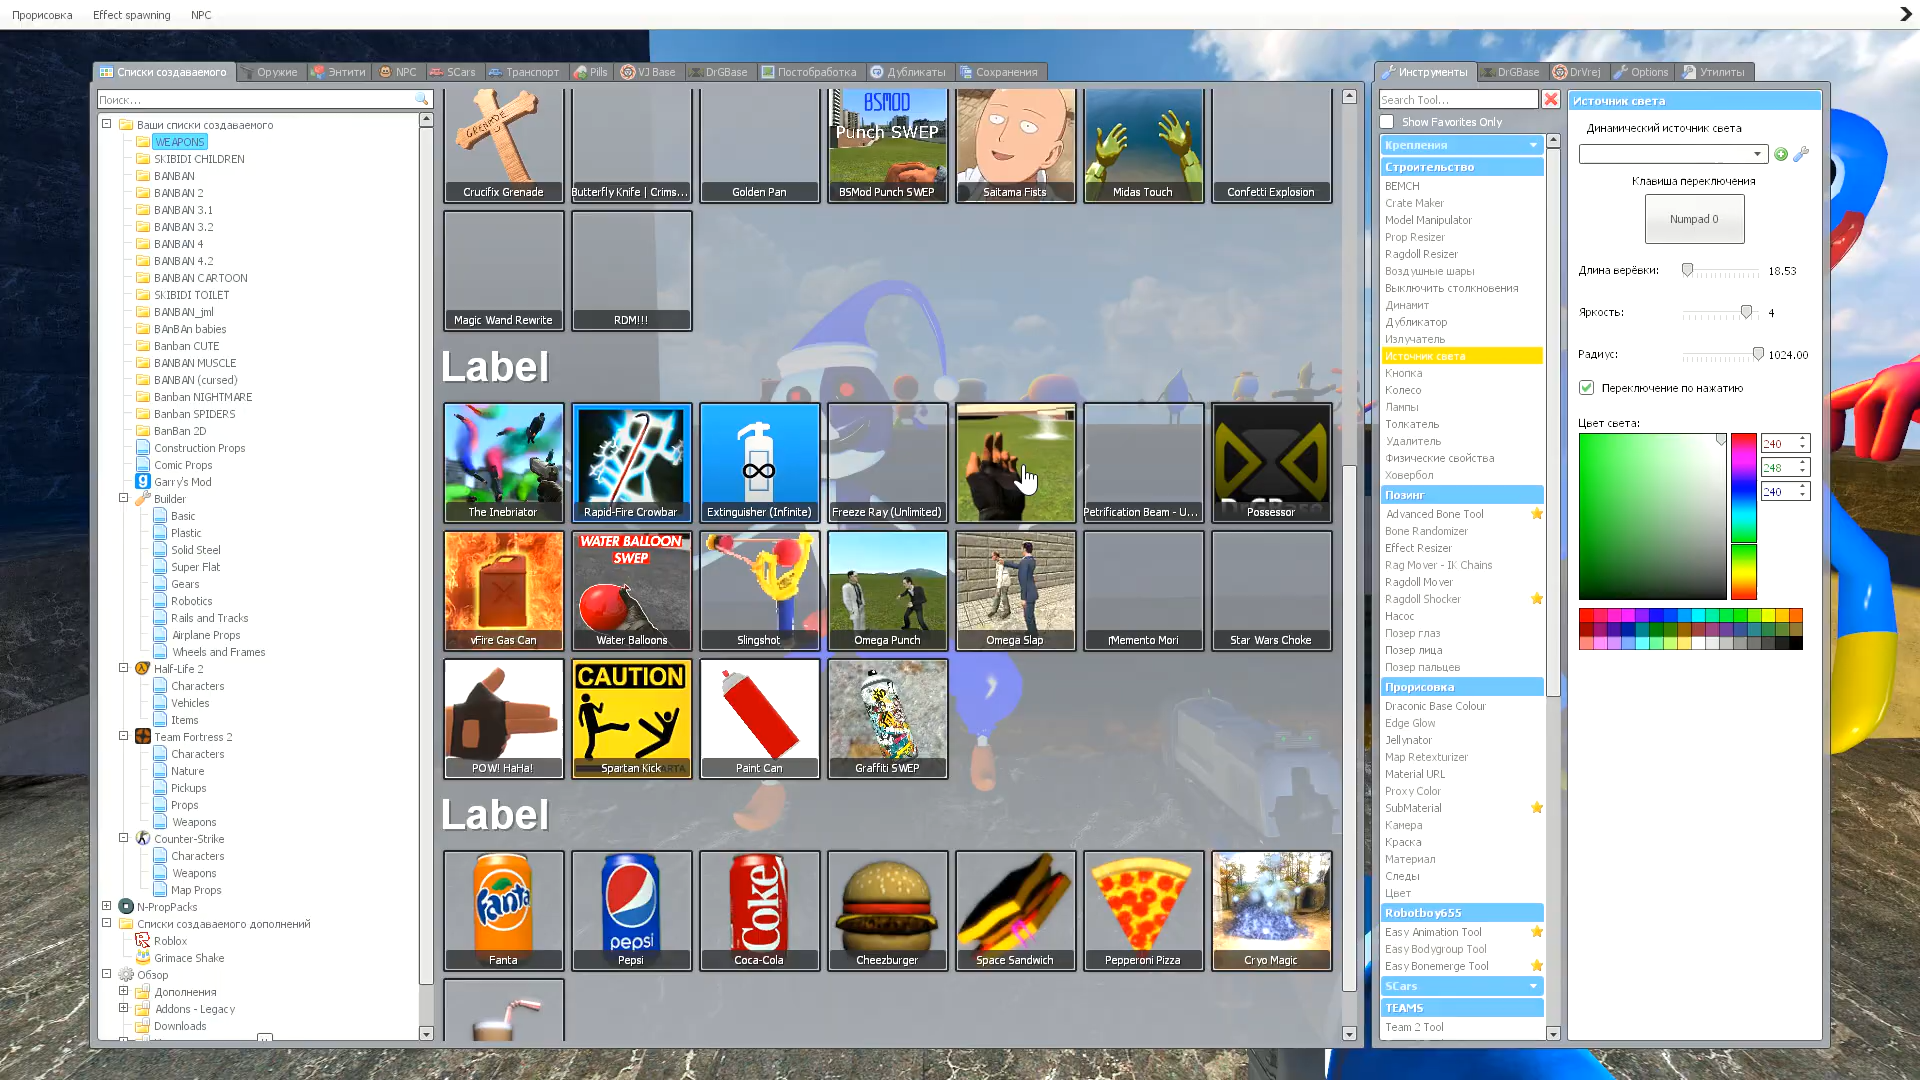 Прорисовка Effect spawning NPC
Списки создаваемого Оружие Энтити NPC SCars Транспорт Pills VJ Base DrGBase Постобработка Дубликаты Сохранения
Поиск...
Ваши списки создаваемого
WEAPONS
SKIBIDI CHILDREN
BANBAN
BANBAN 2
BANBAN 3.1
BANBAN 3.2
BANBAN 4
BANBAN 4.2
BANBAN CARTOON
SKIBIDI TOILET
BANBAN_jml
BAnBAn babies
Banban CUTE
BANBAN MUSCLE
BANBAN (cursed)
Banban NIGHTMARE
Banban SPIDERS
BanBan 2D
Construction Props
Comic Props
Garry's Mod
Builder
Basic
Plastic
Solid Steel
Super Flat
Gears
Robotics
Rails and Tracks
Airplane Props
Wheels and Frames
Half-Life 2
Characters
Vehicles
Items
Team Fortress 2
Characters
Nature
Pickups
Props
Weapons
Counter-Strike
Characters
Weapons
Map Props
N-PropPacks
Списки создаваемого дополнений
Roblox
Grimace Shake
Обзор
Дополнения
Addons - Legacy
Downloads
GRENADE
BSMOD
Punch SWEP
Crucifix Grenade Butterfly Knife | Crims... Golden Pan BSMod Punch SWEP Saitama Fists Midas Touch Confetti Explosion
Magic Wand Rewrite RDM!!!
Label
The Inebriator Rapid-Fire Crowbar Extinguisher (Infinite) Freeze Ray (Unlimited) Petrification Beam - U... Possessor
WATER BALLOON
SWEP
vFire Gas Can Water Balloons Slingshot Omega Punch Omega Slap Memento Mori Star Wars Choke
CAUTION
POW! HaHa! Spartan Kick Paint Can Graffiti SWEP
Label
Fanta
pepsi
Coke
Fanta Pepsi Coca-Cola Cheezburger Space Sandwich Pepperoni Pizza Cryo Magic
Инструменты DrGBase DrVrej Options Утилиты
Search Tool...
Show Favorites Only
Крепления
Строительство
BEMCH
Crate Maker
Model Manipulator
Prop Resizer
Ragdoll Resizer
Воздушные шары
Выключить столкновения
Динамит
Дубликатор
Излучатель
Источник света
Кнопка
Колесо
Лампы
Толкатель
Удалитель
Физические свойства
Ховербол
Позинг
Advanced Bone Tool
Bone Randomizer
Effect Resizer
Rag Mover - IK Chains
Ragdoll Mover
Ragdoll Shocker
Насос
Позер глаз
Позер лица
Позер пальцев
Прорисовка
Draconic Base Colour
Edge Glow
Jellynator
Map Retexturizer
Material URL
Proxy Color
SubMaterial
Камера
Краска
Материал
Следы
Цвет
Robotboy655
Easy Animation Tool
Easy Bodygroup Tool
Easy Bonemerge Tool
SCars
TEAMS
Team 2 Tool
Источник света
Динамический источник света
Клавиша переключения
Numpad 0
Длина верёвки: 18.53
Яркость: 4
Радиус: 1024.00
Переключение по нажатию
Цвет света:
240
248
240